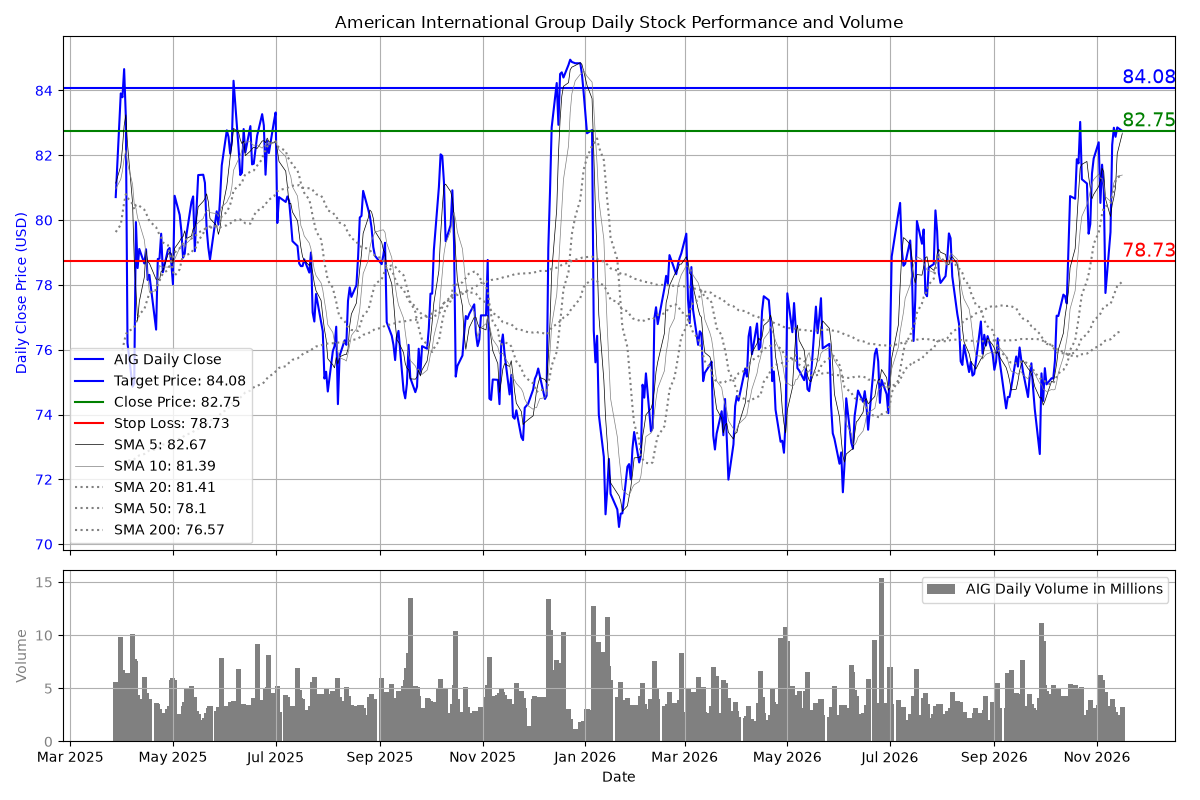 American International Group Daily Stock Performance and Volume
84.08
82.75
78.73
Daily Close Price (USD)
84
82
80
78
76
74
72
70
AIG Daily Close
Target Price: 84.08
Close Price: 82.75
Stop Loss: 78.73
SMA 5: 82.67
SMA 10: 81.39
SMA 20: 81.41
SMA 50: 78.1
SMA 200: 76.57
Volume
15
10
5
0
AIG Daily Volume in Millions
Mar 2025 May 2025 Jul 2025 Sep 2025 Nov 2025 Jan 2026 Mar 2026 May 2026 Jul 2026 Sep 2026 Nov 2026
Date